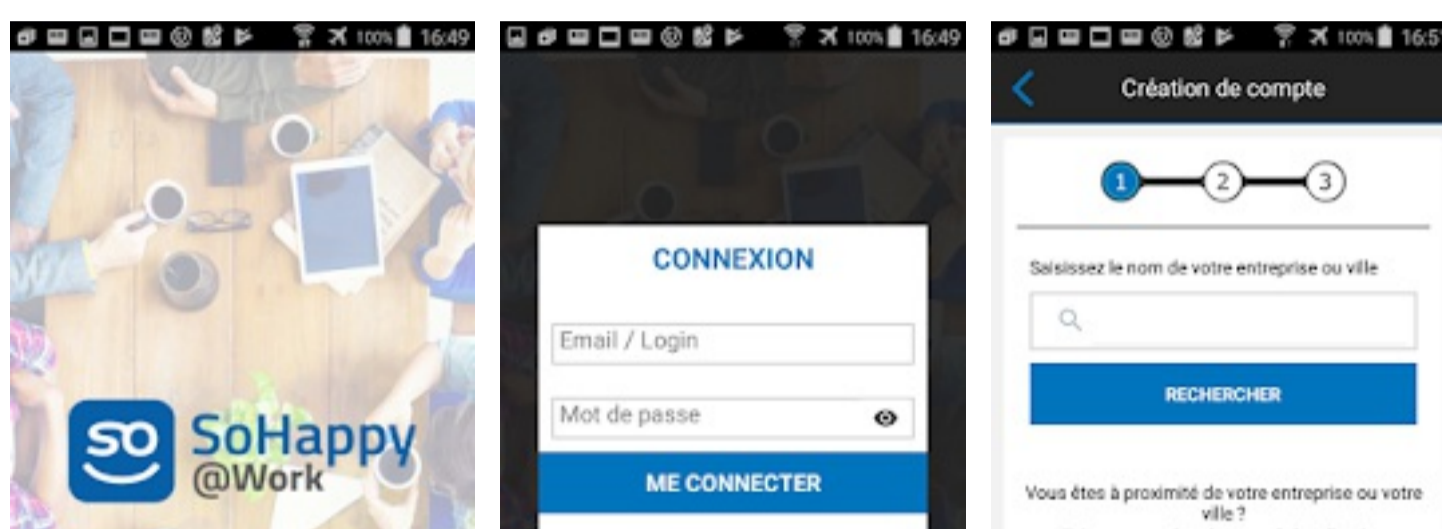 100% 16:49
so SoHappy
@Work
100% 16:49
CONNEXION
Email / Login
Mot de passe
ME CONNECTER
100%
Création de compte
1 2 3
Saisissez le nom de votre entreprise ou ville
RECHERCHER
Vous êtes à proximité de votre entreprise ou votre
ville ?